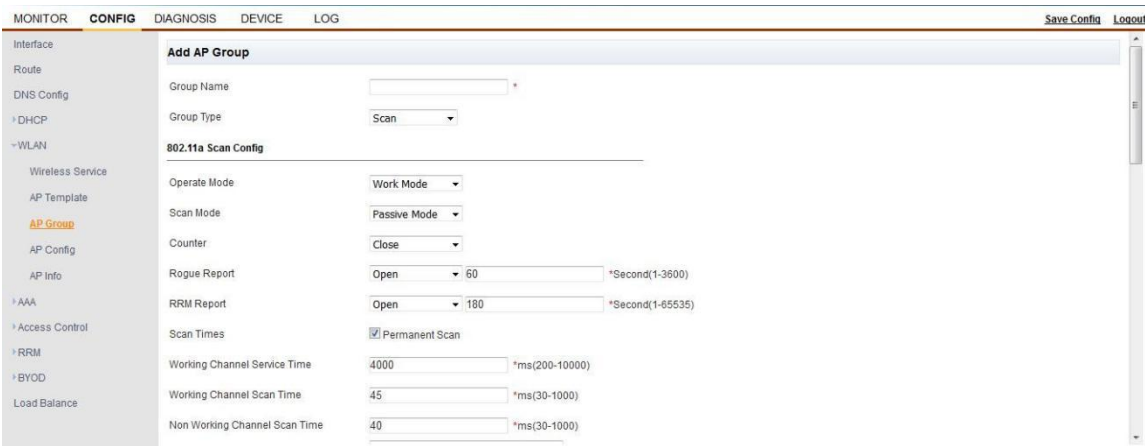 MONITOR CONFIG DIAGNOSIS DEVICE LOG Save Config Logout
Interface
Route
DNS Config
DHCP
WLAN
Wireless Service
AP Template
AP Group
AP Config
AP Info
AAA
Access Control
RRM
BYOD
Load Balance
Add AP Group
Group Name *
Group Type Scan
802.11a Scan Config
Operate Mode Work Mode
Scan Mode Passive Mode
Counter Close
Rogue Report Open 60 *Second(1-3600)
RRM Report Open 180 *Second(1-65535)
Scan Times Permanent Scan
Working Channel Service Time 4000 *ms(200-10000)
Working Channel Scan Time 45 *ms(30-1000)
Non Working Channel Scan Time 40 *ms(30-1000)